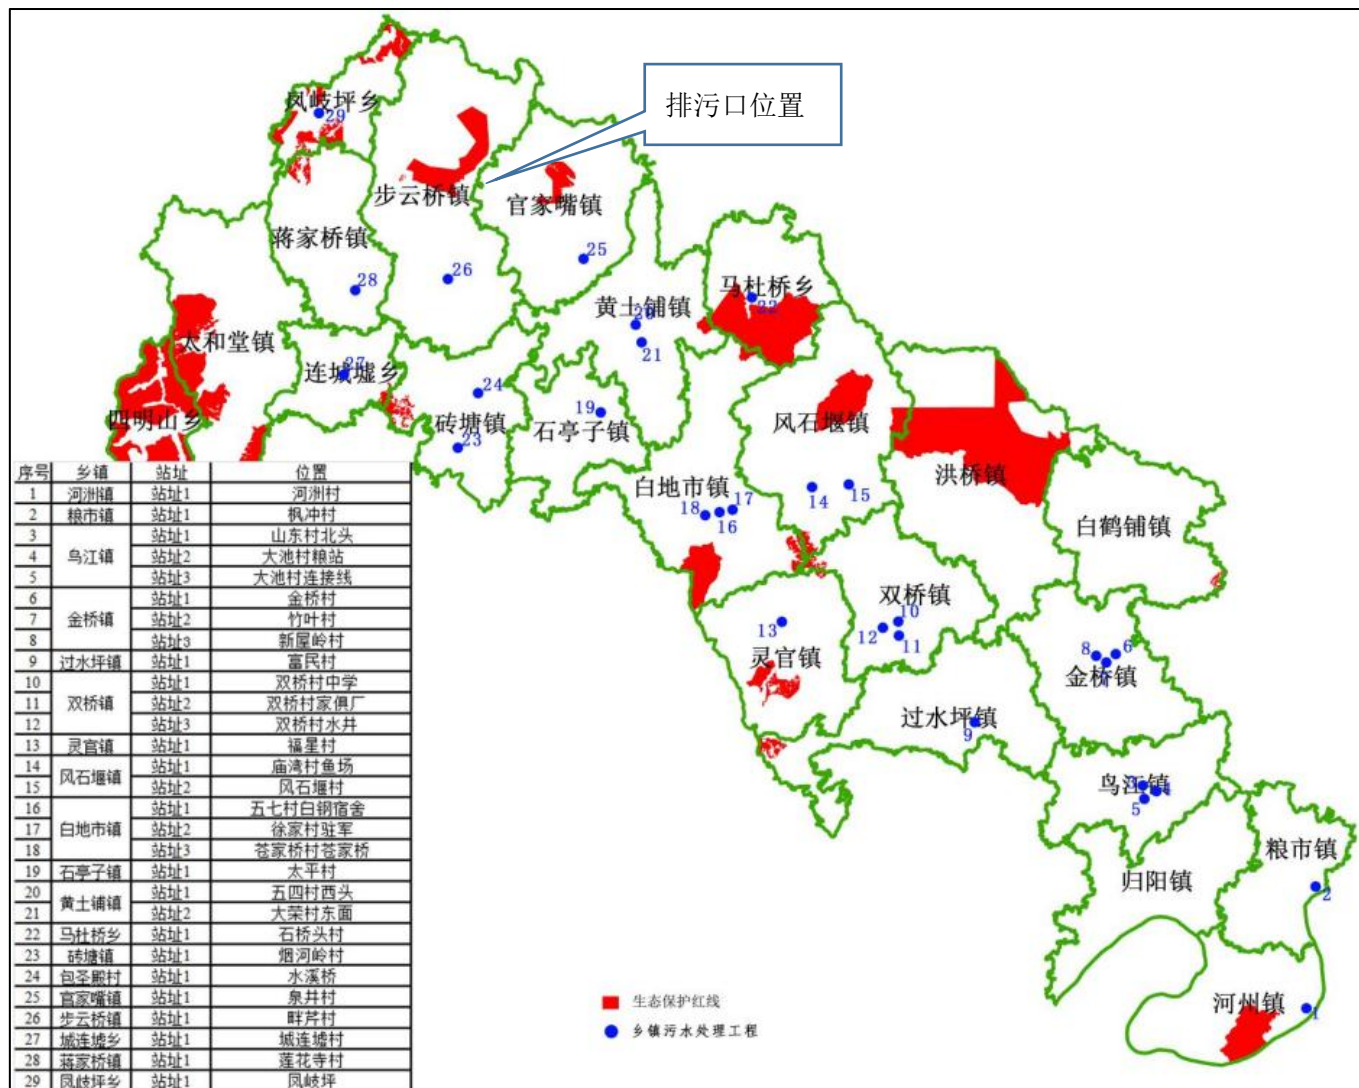 排污口位置
凤岐坪乡
29
步云桥镇
官家嘴镇
25
蒋家桥镇
28
26
马杜桥乡
22
黄土铺镇
20
21
太和堂镇
连城墟乡
27
24
砖塘镇
23
19
石亭子镇
风石堰镇
14
15
四明山乡
洪桥镇
白地市镇
18
16
17
白鹤铺镇
双桥镇
10
12
11
13
灵官镇
8
6
金桥镇
过水坪镇
9
鸟江镇
3
4
5
粮市镇
2
归阳镇
河州镇
1
序号 乡镇 站址 位置
1 河洲镇 站址1 河洲村
2 粮市镇 站址1 枫冲村
3 鸟江镇 站址1 山东村北头
4 站址2 大池村粮站
5 站址3 大池村连接线
6 金桥镇 站址1 金桥村
7 站址2 竹叶村
8 站址3 新屋岭村
9 过水坪镇 站址1 富民村
10 双桥镇 站址1 双桥村中学
11 站址2 双桥村家俱厂
12 站址3 双桥村水井
13 灵官镇 站址1 福星村
14 风石堰镇 站址1 庙湾村鱼场
15 站址2 风石堰村
16 白地市镇 站址1 五七村白钢宿舍
17 站址2 徐家村驻军
18 站址3 苍家桥村苍家桥
19 石亭子镇 站址1 太平村
20 黄土铺镇 站址1 五四村西头
21 站址2 大荣村东面
22 马杜桥乡 站址1 石桥头村
23 砖塘镇 站址1 烟河岭村
24 包圣殿村 站址1 水溪桥
25 官家嘴镇 站址1 泉井村
26 步云桥镇 站址1 畔芹村
27 城连墟乡 站址1 城连墟村
28 蒋家桥镇 站址1 莲花寺村
29 凤歧坪乡 站址1 凤歧坪
生态保护红线
乡镇污水处理工程